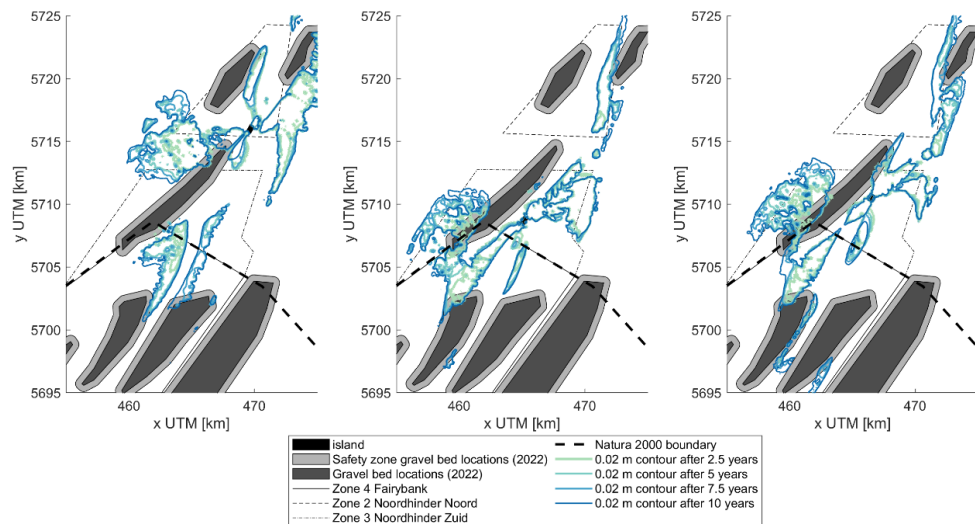 y UTM [km]
5725
5720
5715
5710
5705
5700
5695
460
470
x UTM [km]
y UTM [km]
5725
5720
5715
5710
5705
5700
5695
460
470
x UTM [km]
y UTM [km]
5725
5720
5715
5710
5705
5700
5695
460
470
x UTM [km]
island
Safety zone gravel bed locations (2022)
Gravel bed locations (2022)
Zone 4 Fairybank
Zone 2 Noordhinder Noord
Zone 3 Noordhinder Zuid
Natura 2000 boundary
0.02 m contour after 2.5 years
0.02 m contour after 5 years
0.02 m contour after 7.5 years
0.02 m contour after 10 years